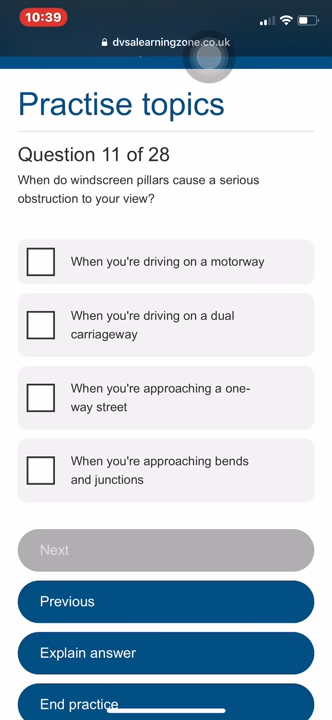 10:39
dvsalearningzone.co.uk
Practise topics
Question 11 of 28
When do windscreen pillars cause a serious
obstruction to your view?
When you're driving on a motorway
When you're driving on a dual
carriageway
When you're approaching a one-
way street
When you're approaching bends
and junctions
Next
Previous
Explain answer
End practice